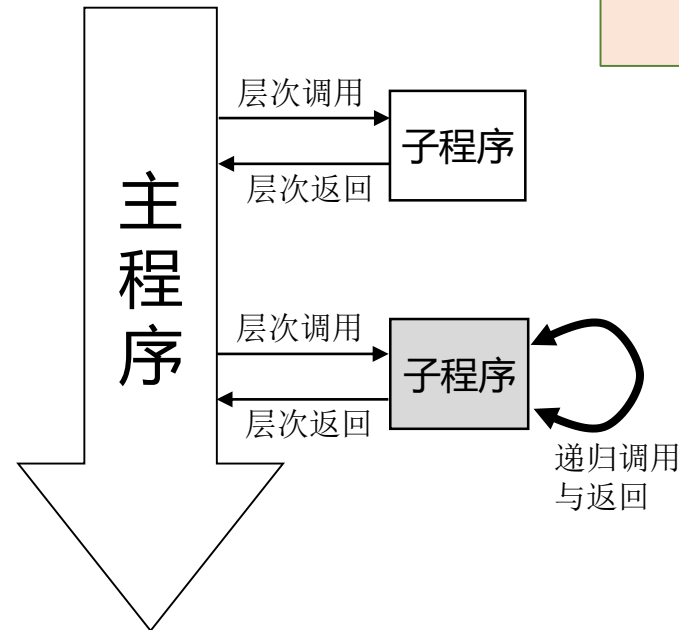 层次调用
子程序
层次返回
主
程
序
层次调用
子程序
层次返回
递归调用
与返回